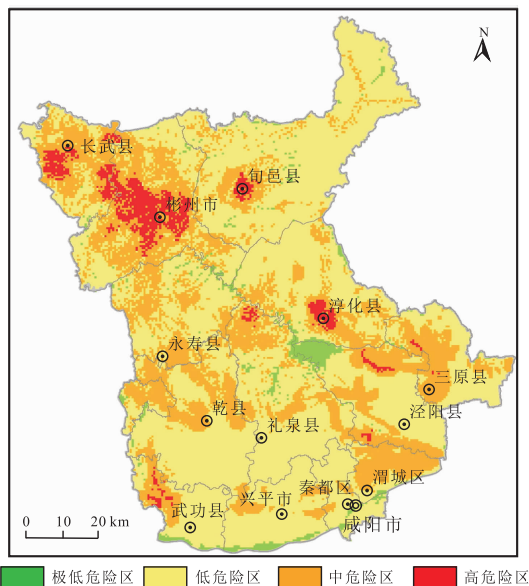 N
长武县
旬邑县
彬州市
淳化县
永寿县
三原县
乾县
泾阳县
礼泉县
渭城区
秦都区
兴平市
武功县
咸阳市
0 10 20 km
极低危险区 低危险区 中危险区 高危险区